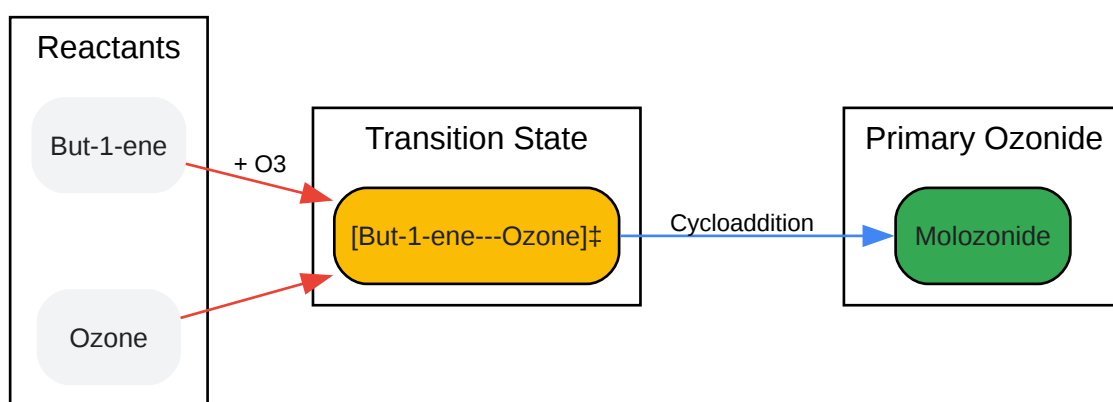 Reactants
But-1-ene
Ozone
+ O3
Transition State
[But-1-ene---Ozone]‡
Cycloaddition
Primary Ozonide
Molozonide